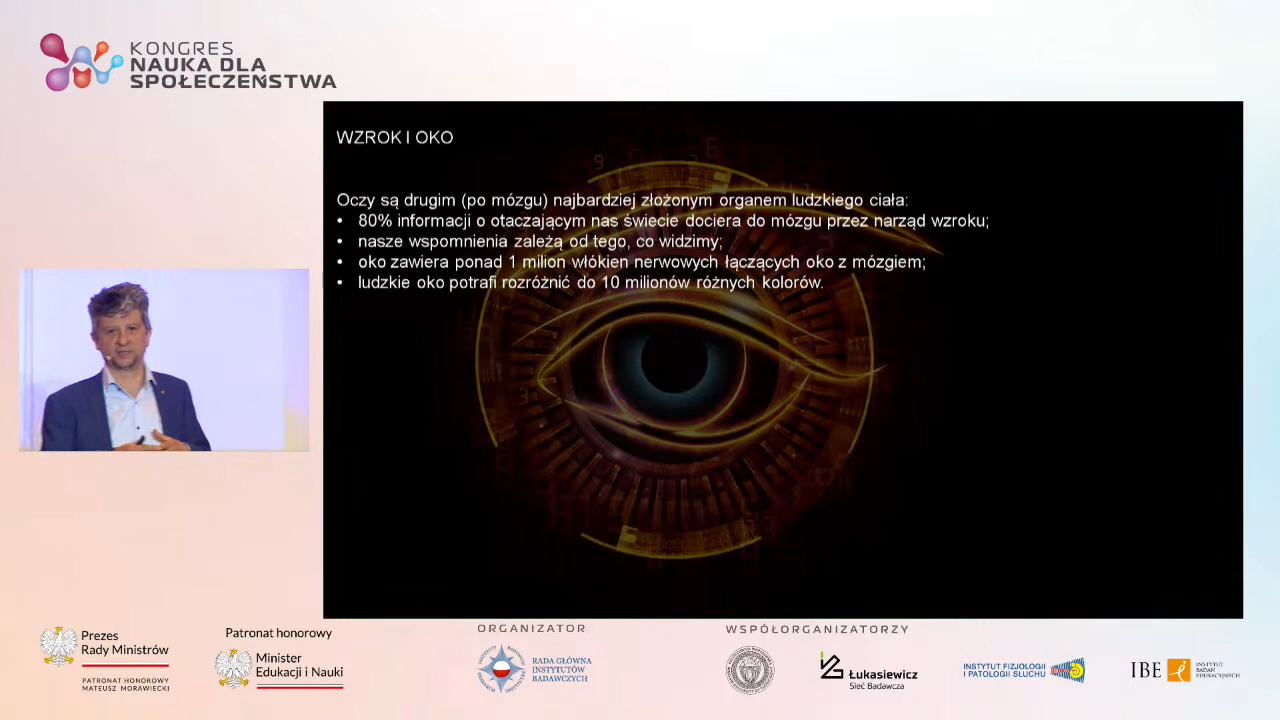 KONGRES
NAUKA DLA
SPOŁECZEŃSTWA
WZROK I OKO
Oczy są drugim (po mózgu) najbardziej złożonym organem ludzkiego ciała:
• 80% informacji o otaczającym nas świecie dociera do mózgu przez narząd wzroku;
• nasze wspomnienia zależą od tego, co widzimy;
• oko zawiera ponad 1 milion włókien nerwowych łączących oko z mózgiem;
• ludzkie oko potrafi rozróżnić do 10 milionów różnych kolorów.
Prezes
Rady Ministrów
PATRONAT HONOROWY
MATEUSZ MORAWIECKI
Patronat honorowy
Minister
Edukacji i Nauki
ORGANIZATOR
RADA GŁÓWNA
INSTYTUTÓW
BADAWCZYCH
WSPÓŁORGANIZATORZY
Łukasiewicz
Sieć Badawcza
INSTYTUT FIZJOLOGII
I PATOLOGII SŁUCHU
IBE
INSTYTUT
BADAŃ
EDUKACYJNYCH